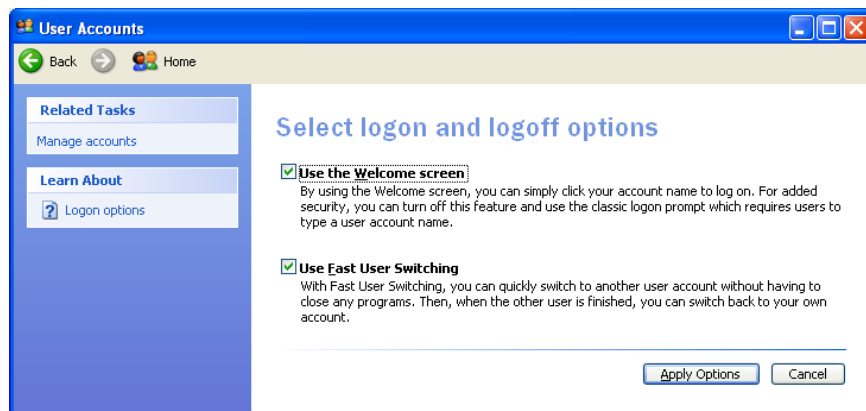 User Accounts
Back Home
Related Tasks
Manage accounts
Learn About
Logon options
Select logon and logoff options
Use the Welcome screen
By using the Welcome screen, you can simply click your account name to log on. For added
security, you can turn off this feature and use the classic logon prompt which requires users to
type a user account name.
Use Fast User Switching
With Fast User Switching, you can quickly switch to another user account without having to
close any programs. Then, when the other user is finished, you can switch back to your own
account.
Apply Options Cancel